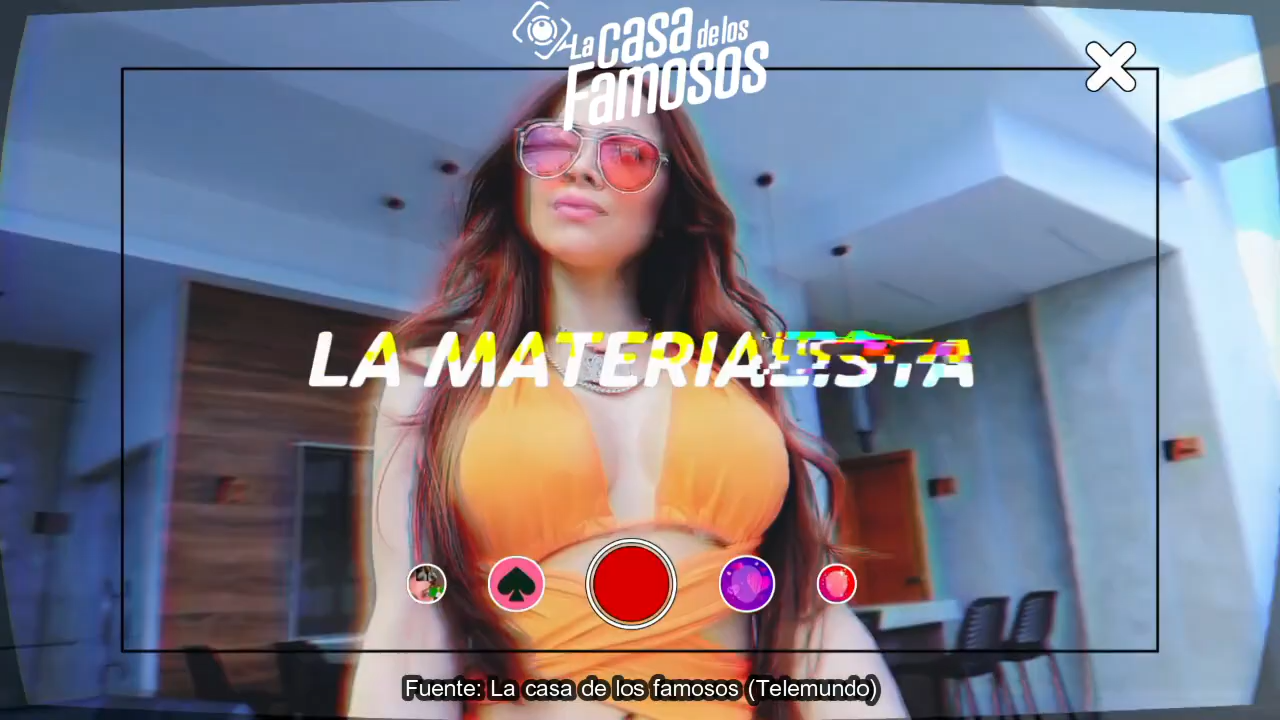 La casa de los
Famosos
LA MATERIALISTA
Fuente: La casa de los famosos (Telemundo)